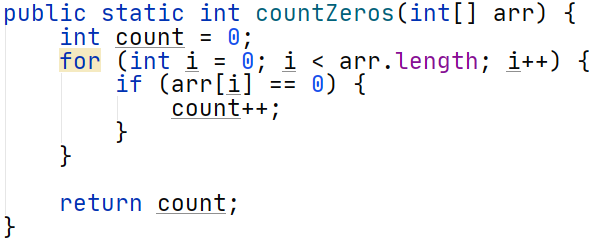 public static int countZeros(int[] arr) {
    int count = 0;
    for (int i = 0; i < arr.length; i++) {
        if (arr[i] == 0) {
            count++;
        }
    }

    return count;
}